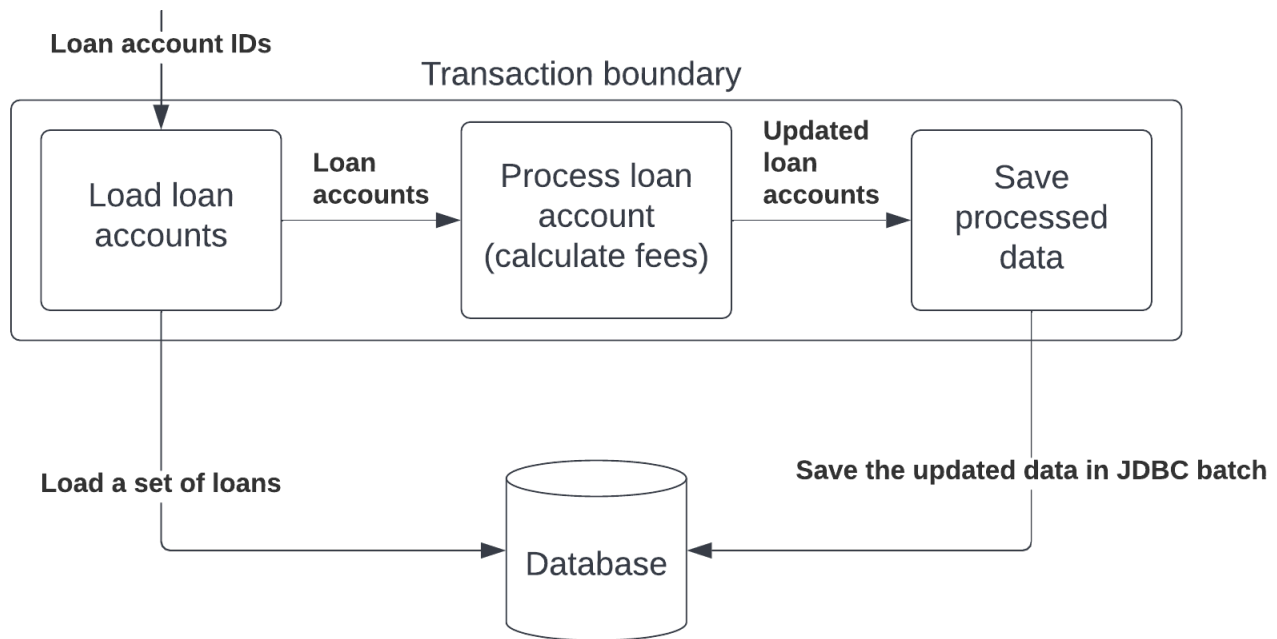 Loan account IDs
Transaction boundary
Load loan
accounts
Loan
accounts
Process loan
account
(calculate fees)
Updated
loan
accounts
Save
processed
data
Load a set of loans
Save the updated data in JDBC batch
Database